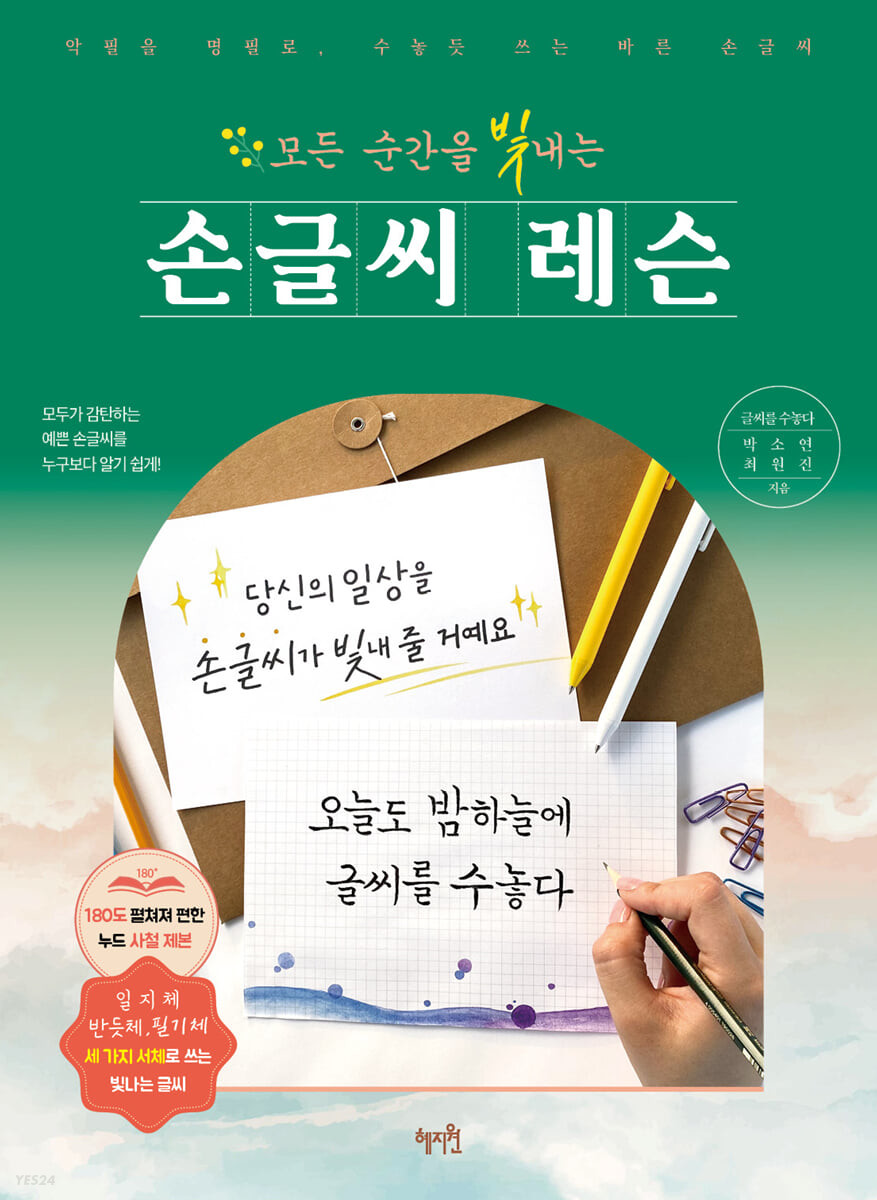 악필을 명필로, 수놓듯 쓰는 바른 손글씨
모든 순간을 빛내는
손글씨 레슨
모두가 감탄하는
예쁜 손글씨를
누구보다 알기 쉽게!
글씨를 수놓다
박소연
최원진
지음
당신의 일상을
손글씨가 빛내 줄 거예요
오늘도 밤하늘에
글씨를 수놓다
180°
180도 펼쳐져 편한
누드 사철 제본
일지체
반듯체, 필기체
세 가지 서체로 쓰는
빛나는 글씨
혜지원
YES24